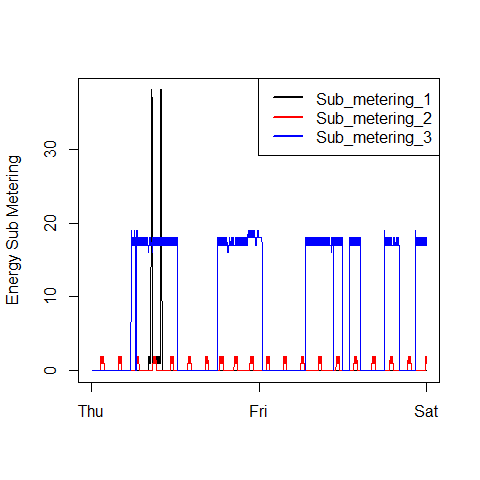 Sub_metering_1
Sub_metering_2
Sub_metering_3
Energy Sub Metering
30
20
10
0
Thu Fri Sat